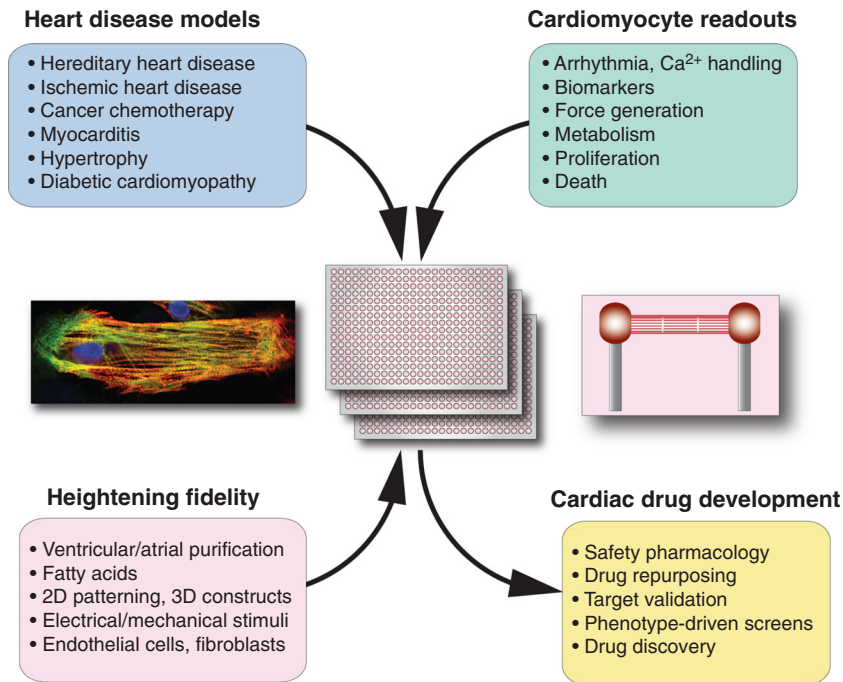 Heart disease models
• Hereditary heart disease
• Ischemic heart disease
• Cancer chemotherapy
• Myocarditis
• Hypertrophy
• Diabetic cardiomyopathy
Cardiomyocyte readouts
• Arrhythmia, Ca²⁺ handling
• Biomarkers
• Force generation
• Metabolism
• Proliferation
• Death
Heightening fidelity
• Ventricular/atrial purification
• Fatty acids
• 2D patterning, 3D constructs
• Electrical/mechanical stimuli
• Endothelial cells, fibroblasts
Cardiac drug development
• Safety pharmacology
• Drug repurposing
• Target validation
• Phenotype-driven screens
• Drug discovery